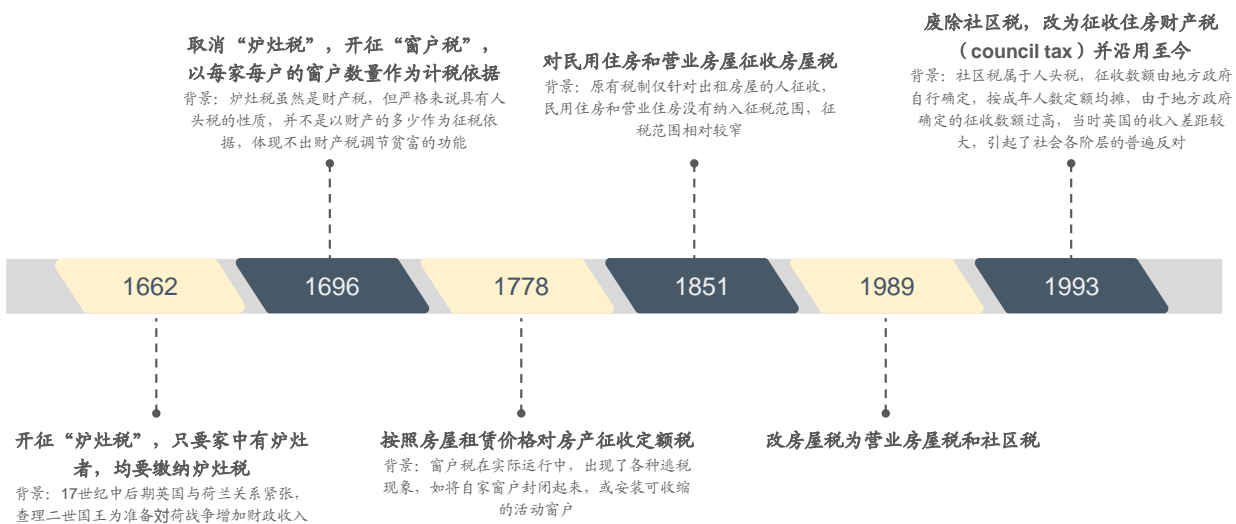 取消“炉灶税”，开征“窗户税”，
以每家每户的窗户数量作为计税依据
背景：炉灶税虽然是财产税，但严格来说具有人
头税的性质，并不是以财产的多少作为征税依
据，体现不出财产税调节贫富的功能
对民用住房和营业房屋征收房屋税
背景：原有税制仅针对出租房屋的人征收，
民用住房和营业住房没有纳入征税范围，征
税范围相对较窄
废除社区税，改为征收住房财产税
（council tax）并沿用至今
背景：社区税属于人头税，征收数额由地方政府
自行确定，按成年人数定额均摊，由于地方政府
确定的征收数额过高，当时英国的收入差距较
大，引起了社会各阶层的普遍反对
1662
1696
1778
1851
1989
1993
开征“炉灶税”，只要家中有炉灶
者，均要缴纳炉灶税
背景：17世纪中后期英国与荷兰关系紧张，
查理二世国王为准备対荷战争增加财政收入
按照房屋租赁价格对房产征收定额税
背景：窗户税在实际运行中，出现了各种逃税
现象，如将自家窗户封闭起来，或安装可收缩
的活动窗户
改房屋税为营业房屋税和社区税